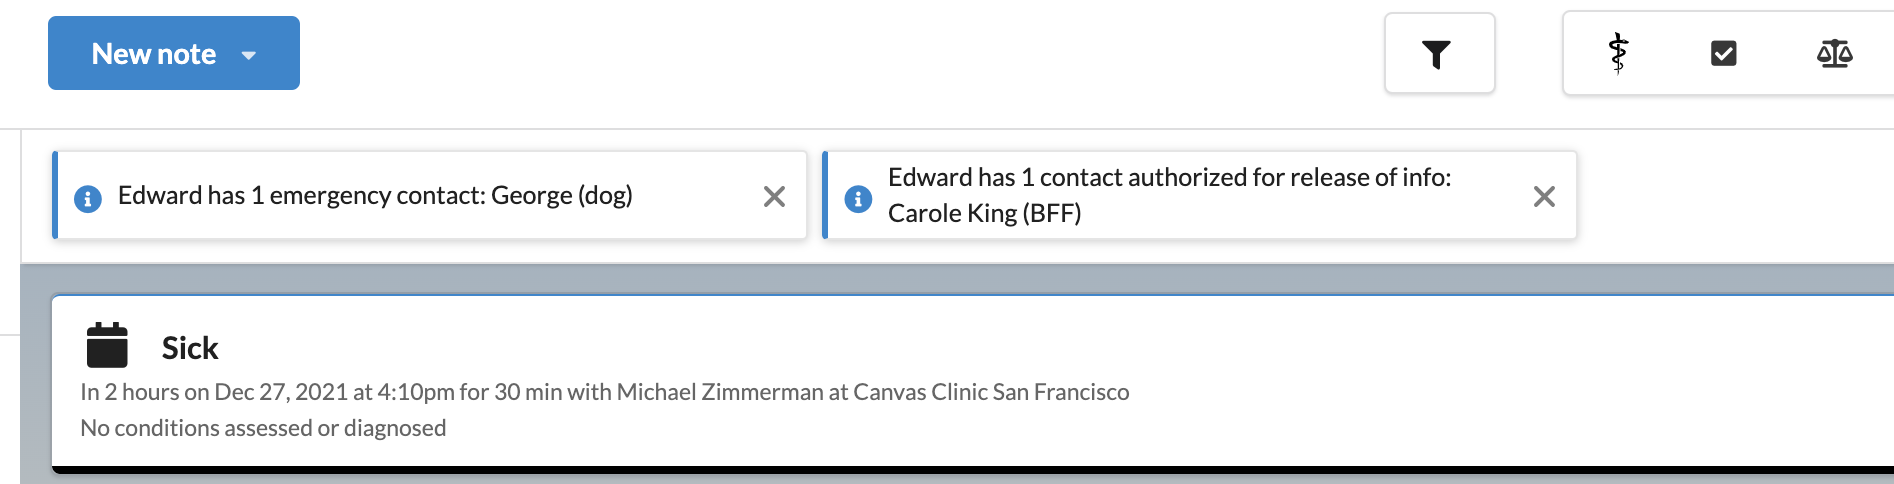 New note
Edward has 1 emergency contact: George (dog)
Edward has 1 contact authorized for release of info:
Carole King (BFF)
Sick
In 2 hours on Dec 27, 2021 at 4:10pm for 30 min with Michael Zimmerman at Canvas Clinic San Francisco
No conditions assessed or diagnosed